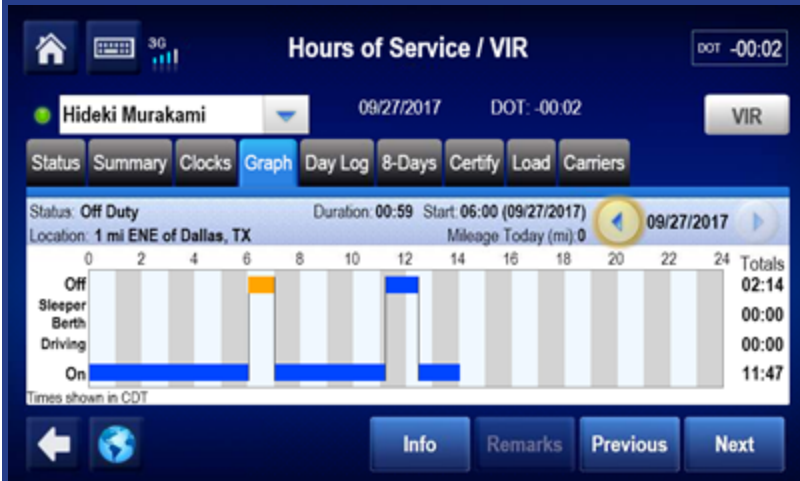 3G
Hours of Service / VIR
DOT -00:02
Hideki Murakami
09/27/2017
DOT: -00:02
VIR
Status Summary Clocks Graph Day Log 8-Days Certify Load Carriers
Status: Off Duty Duration: 00:59 Start: 06:00 (09/27/2017)
Location: 1 mi ENE of Dallas, TX Mileage Today (mi):0
09/27/2017
0 2 4 6 8 10 12 14 16 18 20 22 24 Totals
Off 02:14
Sleeper
Berth 00:00
Driving 00:00
On 11:47
Times shown in CDT
Info Remarks Previous Next